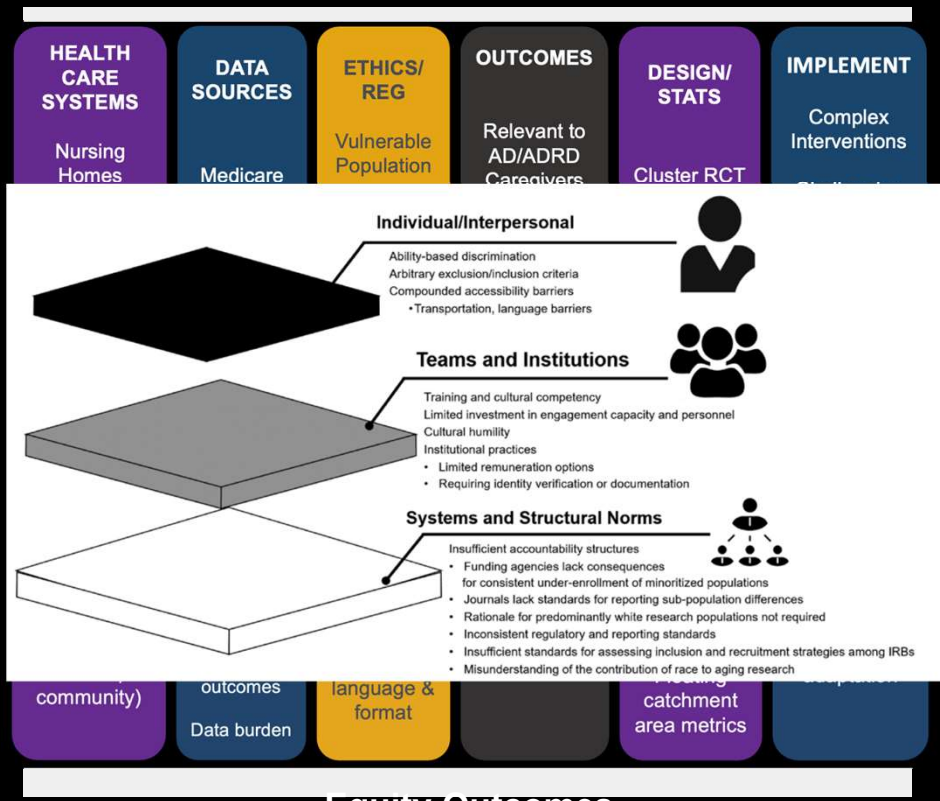 HEALTH
CARE
SYSTEMS
Nursing
Homes
DATA
SOURCES
Medicare
ETHICS/
REG
Vulnerable
Population
OUTCOMES
Relevant to
AD/ADRD
Caregivers
DESIGN/
STATS
Cluster RCT
IMPLEMENT
Complex
Interventions
Individual/Interpersonal
Ability-based discrimination
Arbitrary exclusion/inclusion criteria
Compounded accessibility barriers
•Transportation, language barriers
Teams and Institutions
Training and cultural competency
Limited investment in engagement capacity and personnel
Cultural humility
Institutional practices
• Limited remuneration options
• Requiring identity verification or documentation
Systems and Structural Norms
Insufficient accountability structures
• Funding agencies lack consequences
for consistent under-enrollment of minoritized populations
• Journals lack standards for reporting sub-population differences
• Rationale for predominantly white research populations not required
• Inconsistent regulatory and reporting standards
• Insufficient standards for assessing inclusion and recruitment strategies among IRBs
• Misunderstanding of the contribution of race to aging research
community)
outcomes
Data burden
language &
format
catchment
area metrics
adaptation
Equity Outcomes